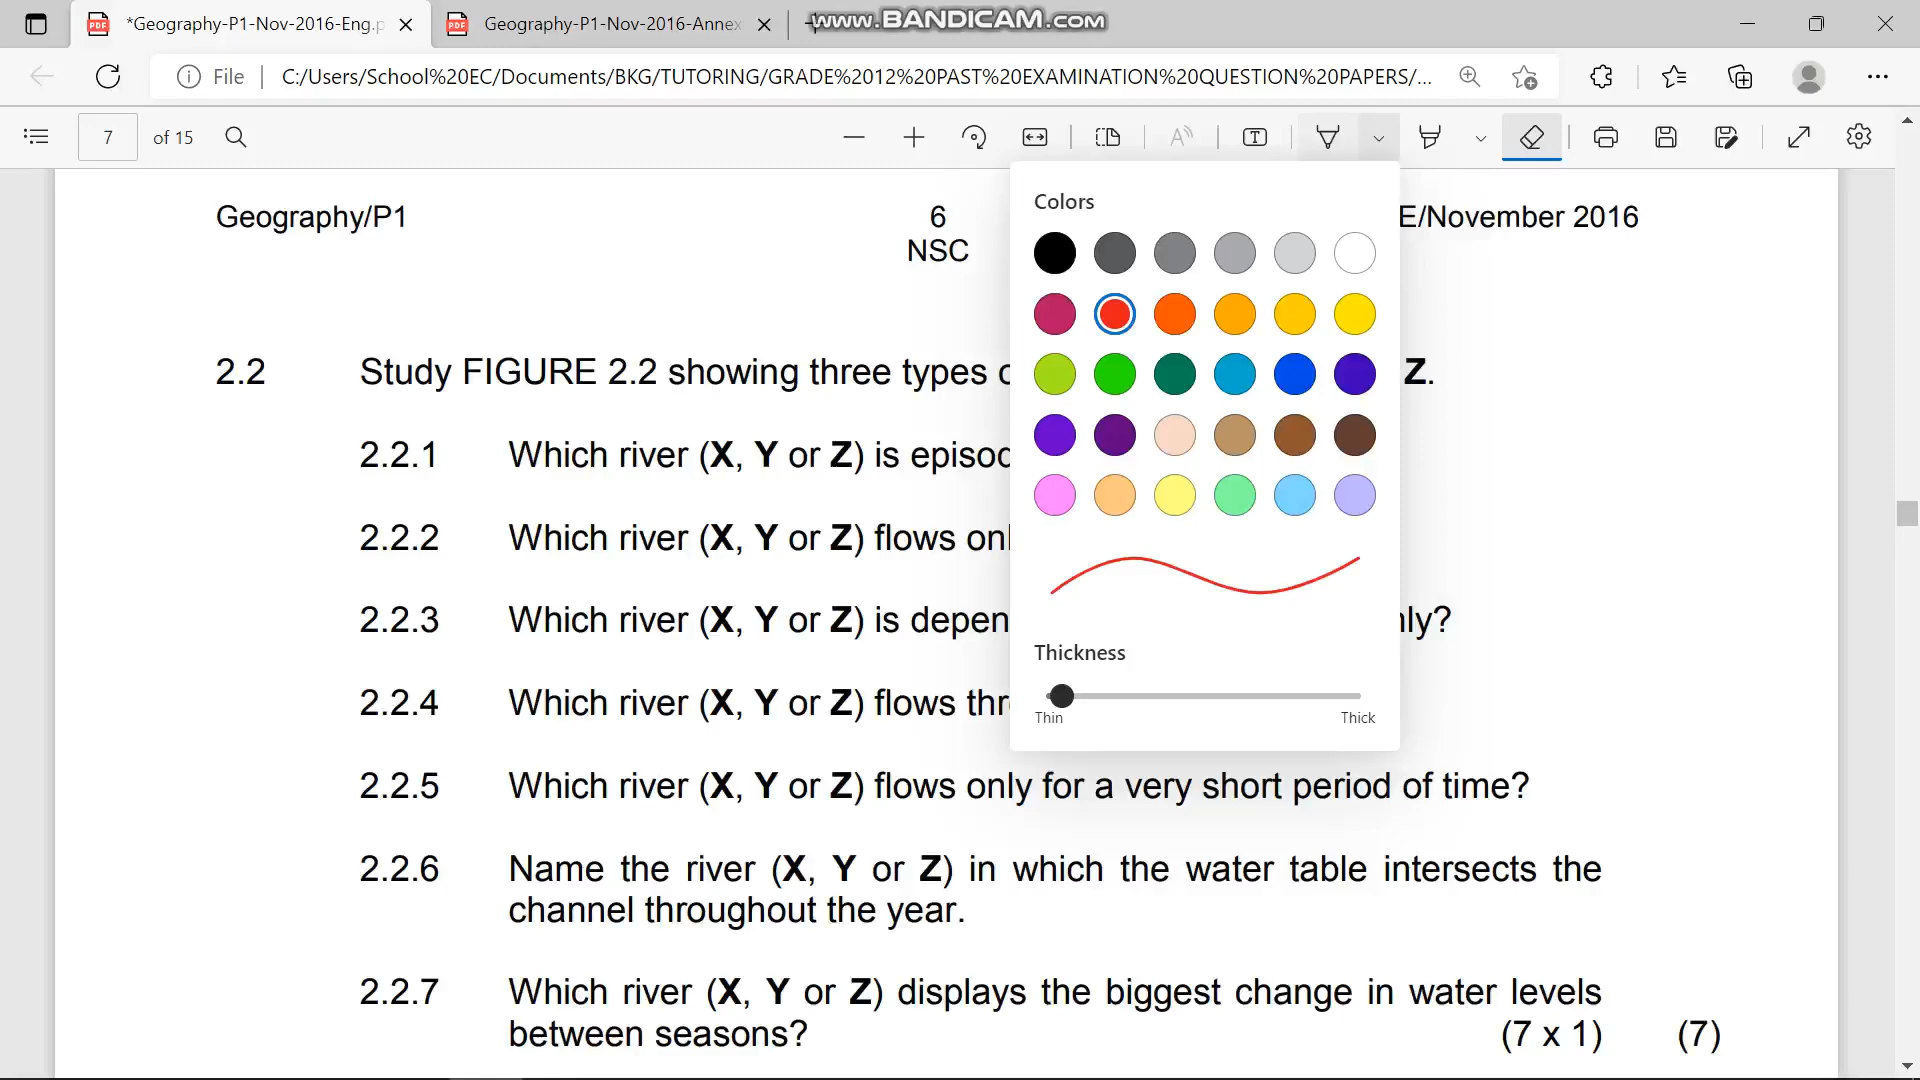 *Geography-P1-Nov-2016-Eng.p
Geography-P1-Nov-2016-Annex
www.BANDICAM.com
File
C:/Users/School%20EC/Documents/BKG/TUTORING/GRADE%2012%20PAST%20EXAMINATION%20QUESTION%20PAPERS/...
7 of 15
Geography/P1
6
E/November 2016
NSC
Colors
Thickness
Thin
Thick
2.2 Study FIGURE 2.2 showing three types Z.
2.2.1 Which river (X, Y or Z) is episod
2.2.2 Which river (X, Y or Z) flows onl
2.2.3 Which river (X, Y or Z) is depen nly?
2.2.4 Which river (X, Y or Z) flows thr
2.2.5 Which river (X, Y or Z) flows only for a very short period of time?
2.2.6 Name the river (X, Y or Z) in which the water table intersects the
channel throughout the year.
2.2.7 Which river (X, Y or Z) displays the biggest change in water levels
between seasons? (7 x 1) (7)